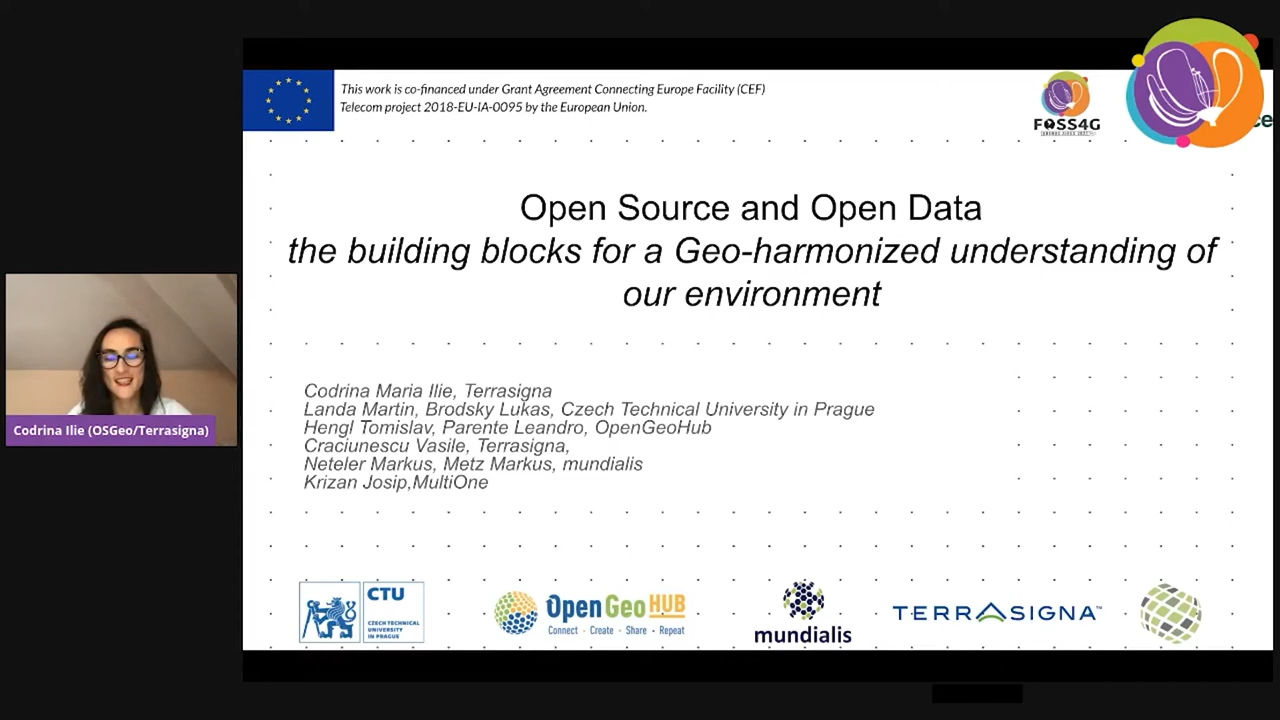 This work is co-financed under Grant Agreement Connecting Europe Facility (CEF)
Telecom project 2018-EU-IA-0095 by the European Union.
FOSS4G
ce
Open Source and Open Data
the building blocks for a Geo-harmonized understanding of
our environment
Codrina Maria Ilie, Terrasigna
Landa Martin, Brodsky Lukas, Czech Technical University in Prague
Hengl Tomislav, Parente Leandro, OpenGeoHub
Craciunescu Vasile, Terrasigna,
Neteler Markus, Metz Markus, mundialis
Krizan Josip,MultiOne
Codrina Ilie (OSGeo/Terrasigna)
CTU
CZECH TECHNICAL
UNIVERSITY
IN PRAGUE
OpenGeoHUB
Connect · Create · Share · Repeat
mundialis
TERRASIGNA™